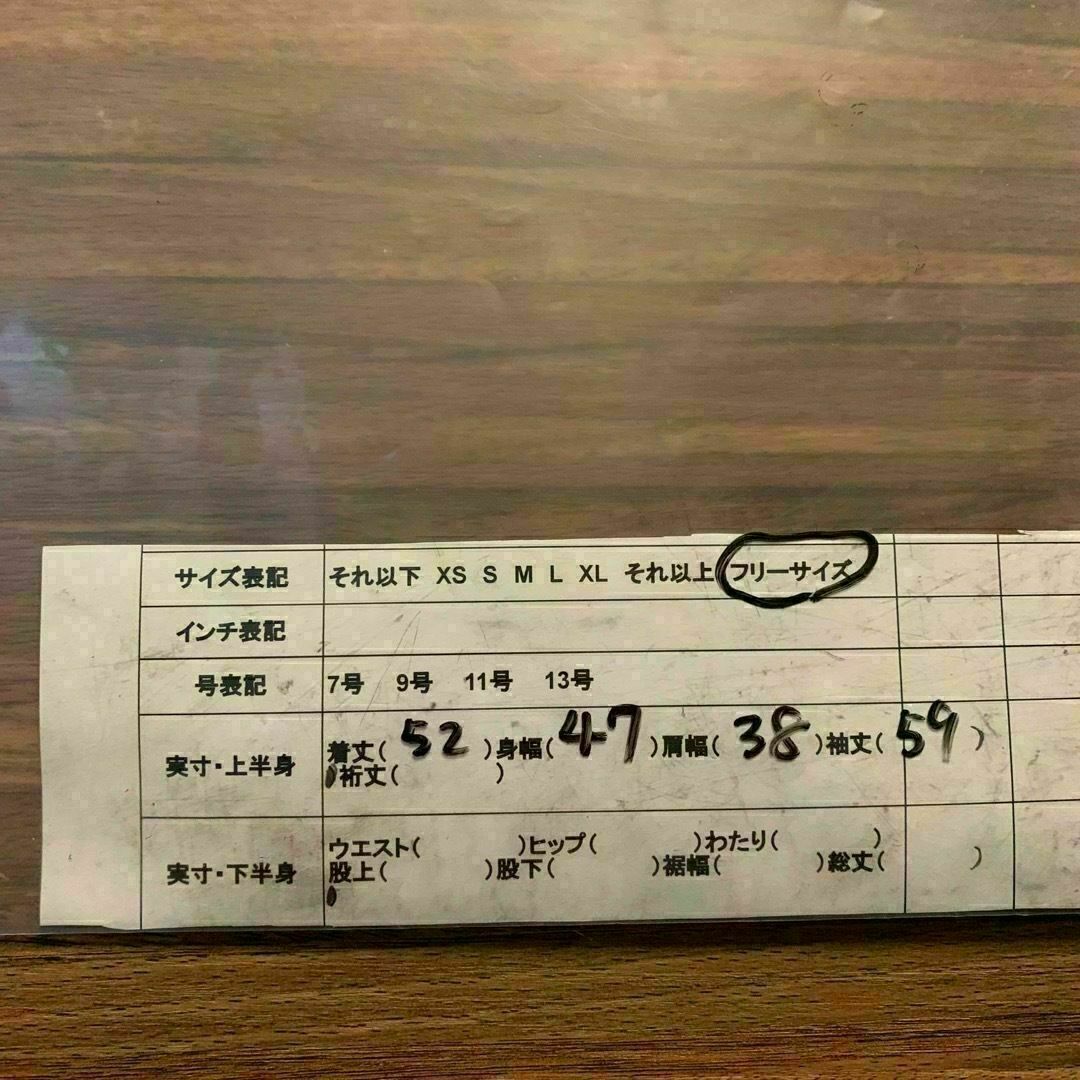 サイズ表記 それ以下 XS S M L XL それ以上 フリーサイズ
インチ表記
号表記 7号 9号 11号 13号
実寸・上半身 着丈( 52 )身幅( 47 )肩幅( 38 )袖丈( 59 )
)裄丈( )
実寸・下半身 ウエスト( )ヒップ( )わたり( )
股上( )股下( )裾幅( )総丈( )
)